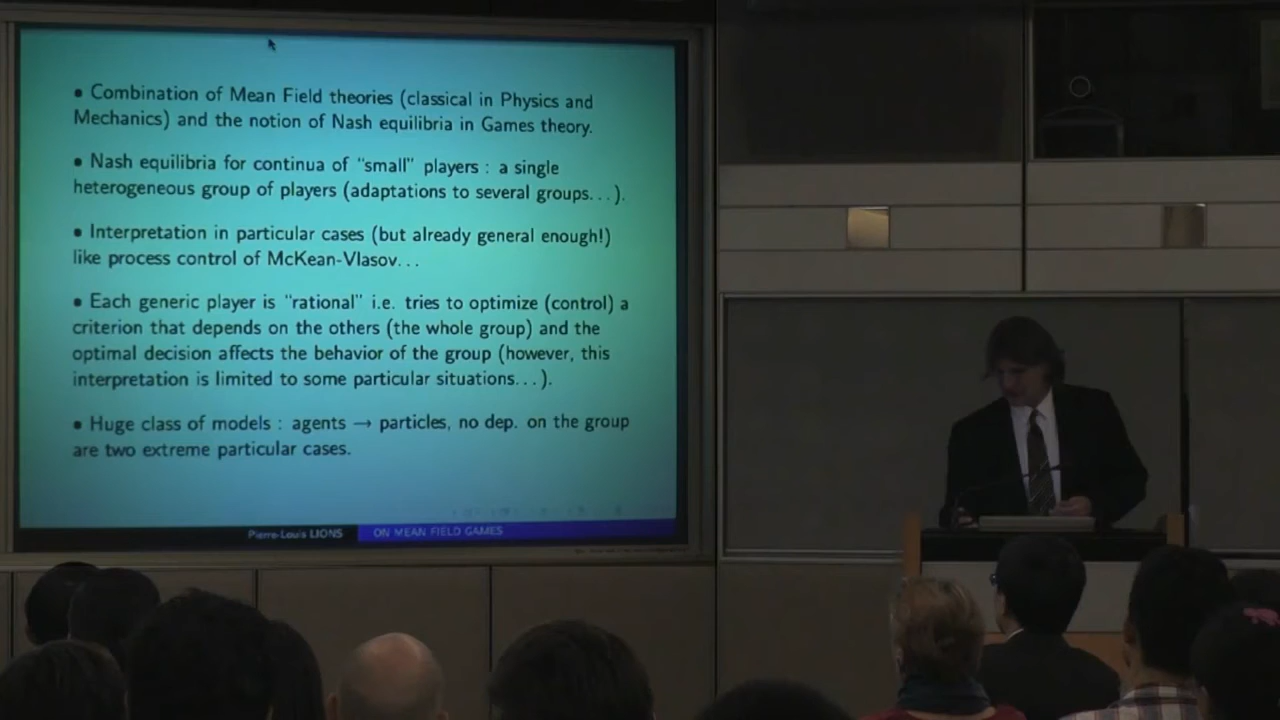 • Combination of Mean Field theories (classical in Physics and
Mechanics) and the notion of Nash equilibria in Games theory.
• Nash equilibria for continua of “small” players : a single
heterogeneous group of players (adaptations to several groups...).
• Interpretation in particular cases (but already general enough!)
like process control of McKean-Vlasov...
• Each generic player is “rational” i.e. tries to optimize (control) a
criterion that depends on the others (the whole group) and the
optimal decision affects the behavior of the group (however, this
interpretation is limited to some particular situations...).
• Huge class of models : agents → particles, no dep. on the group
are two extreme particular cases.
Pierre-Louis LIONS ON MEAN FIELD GAMES